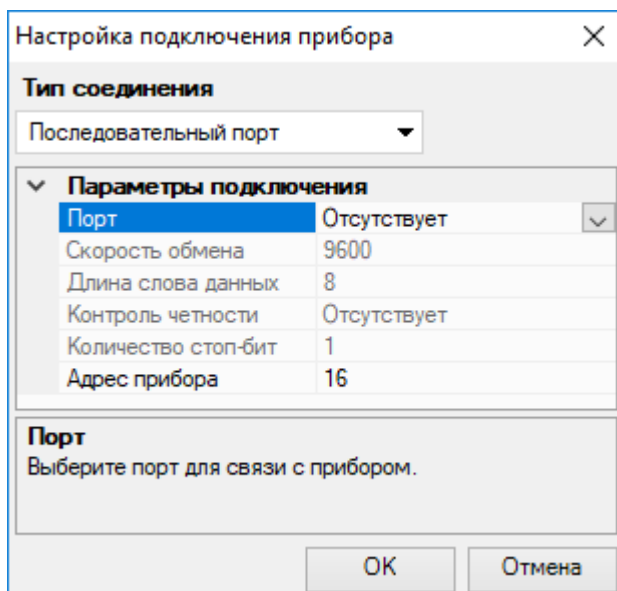 Настройка подключения прибора
Тип соединения
Последовательный порт
Параметры подключения
Порт Отсутствует
Скорость обмена 9600
Длина слова данных 8
Контроль четности Отсутствует
Количество стоп-бит 1
Адрес прибора 16
Порт
Выберите порт для связи с прибором.
OK Отмена